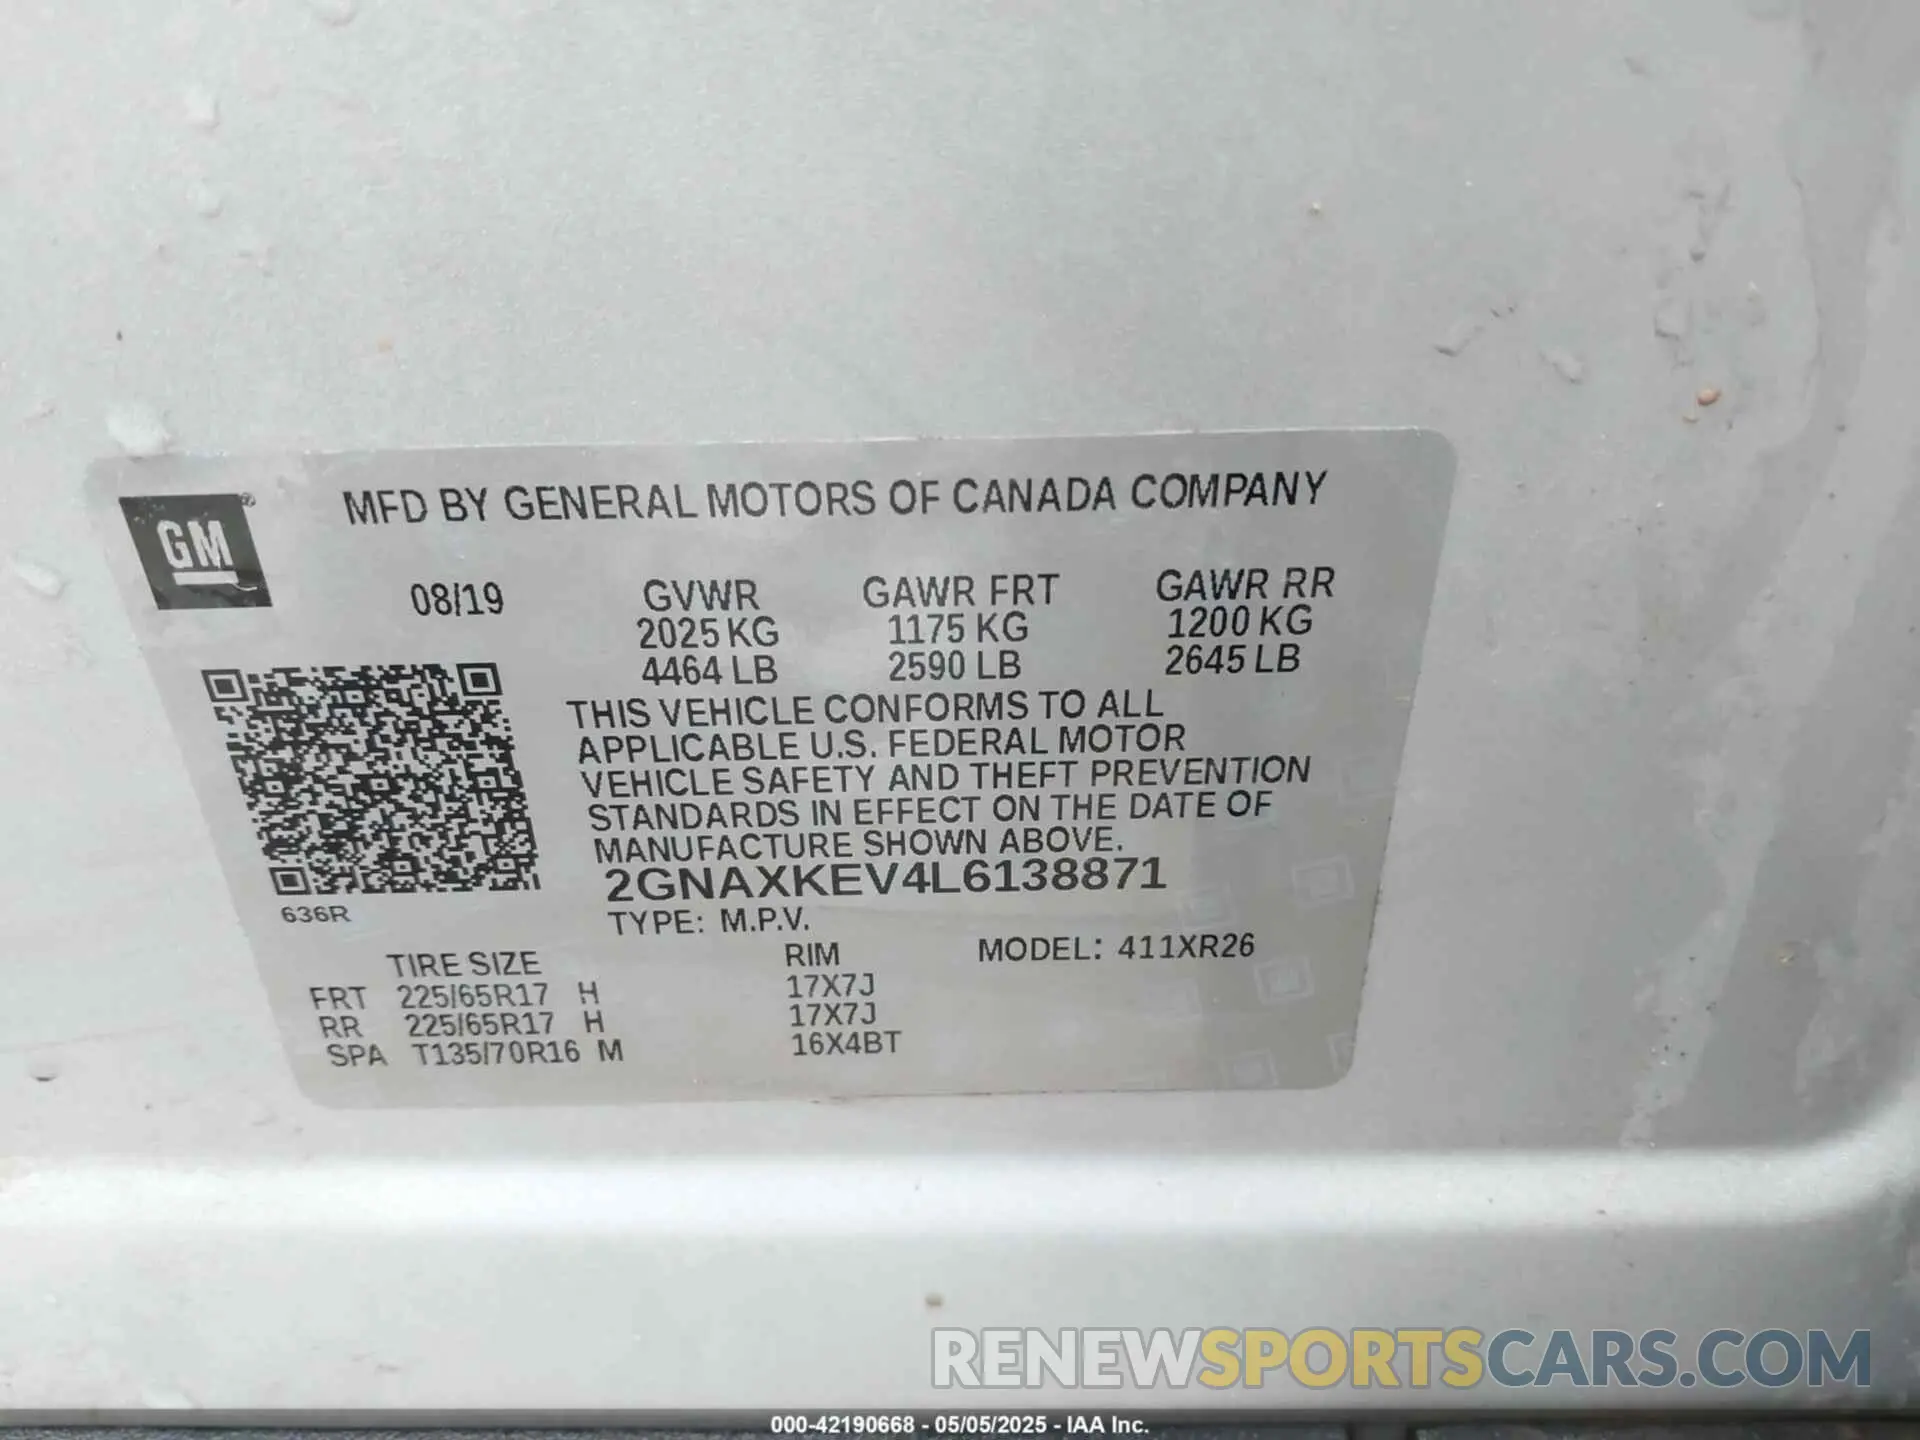 MFD BY GENERAL MOTORS OF CANADA COMPANY
GM ®
08/19 GVWR GAWR FRT GAWR RR
2025 KG 1175 KG 1200 KG
4464 LB 2590 LB 2645 LB
THIS VEHICLE CONFORMS TO ALL
APPLICABLE U.S. FEDERAL MOTOR
VEHICLE SAFETY AND THEFT PREVENTION
STANDARDS IN EFFECT ON THE DATE OF
MANUFACTURE SHOWN ABOVE.
2GNAXKEV4L6138871
636R
TYPE: M.P.V.
TIRE SIZE RIM MODEL: 411XR26
FRT 225/65R17 H 17X7J
RR 225/65R17 H 17X7J
SPA T135/70R16 M 16X4BT
RENEWSPORTSCARS.COM
000-42190668 - 05/05/2025 - IAA Inc.